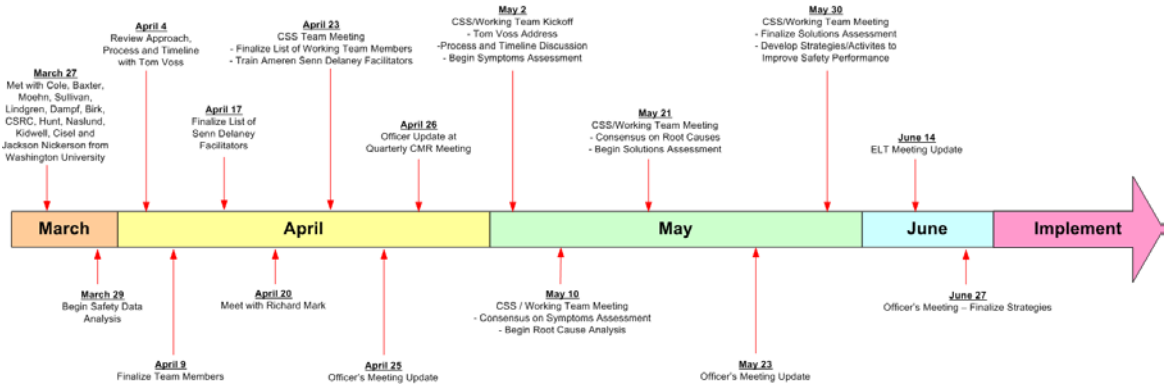 March 27
Met with Cole, Baxter,
Moehn, Sullivan,
Lindgren, Dampf, Birk,
CSRC, Hunt, Naslund,
Kidwell, Cisel and
Jackson Nickerson from
Washington University
April 4
Review Approach,
Process and Timeline
with Tom Voss
April 17
Finalize List of
Senn Delaney
Facilitators
April 23
CSS Team Meeting
- Finalize List of Working Team Members
- Train Ameren Senn Delaney Facilitators
April 26
Officer Update at
Quarterly CMR Meeting
May 2
CSS/Working Team Kickoff
- Tom Voss Address
-Process and Timeline Discussion
- Begin Symptoms Assessment
May 21
CSS/Working Team Meeting
- Consensus on Root Causes
- Begin Solutions Assessment
May 30
CSS/Working Team Meeting
- Finalize Solutions Assessment
- Develop Strategies/Activites to
Improve Safety Performance
June 14
ELT Meeting Update
March
April
May
June
Implement
March 29
Begin Safety Data
Analysis
April 9
Finalize Team Members
April 20
Meet with Richard Mark
April 25
Officer's Meeting Update
May 10
CSS / Working Team Meeting
- Consensus on Symptoms Assessment
- Begin Root Cause Analysis
May 23
Officer's Meeting Update
June 27
Officer's Meeting – Finalize Strategies